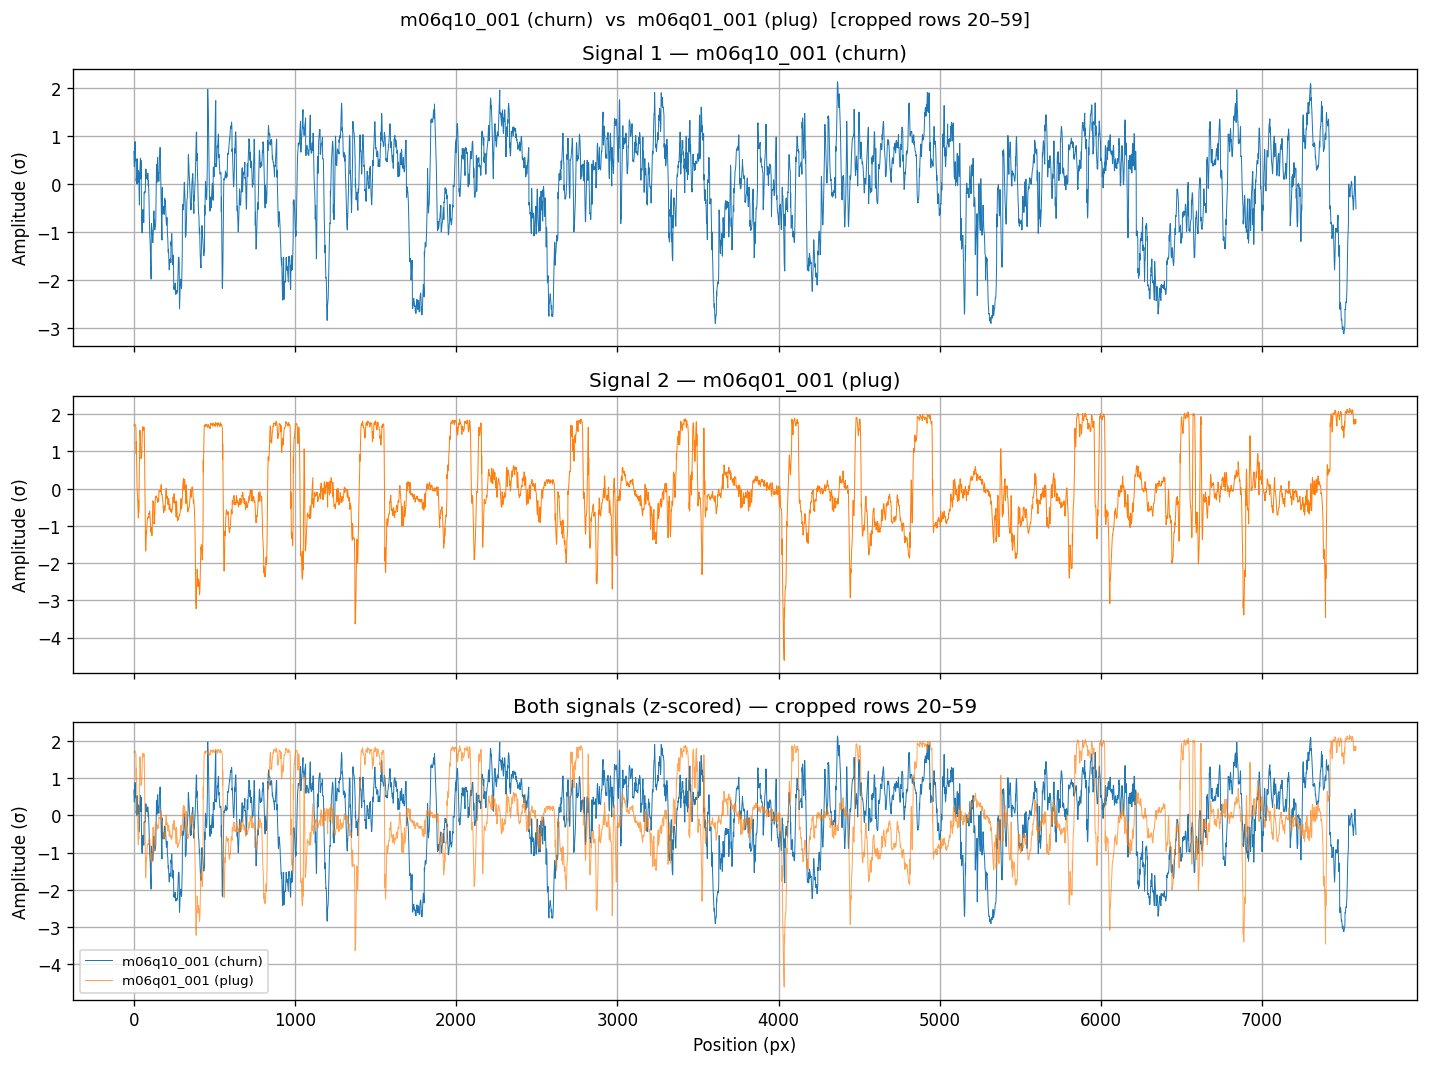 m06q10_001 (churn)  vs  m06q01_001 (plug)  [cropped rows 20–59]
Signal 1 — m06q10_001 (churn)
Amplitude (σ)
2
1
0
−1
−2
−3
Signal 2 — m06q01_001 (plug)
Amplitude (σ)
2
1
0
−1
−2
−3
−4
Both signals (z-scored) — cropped rows 20–59
Amplitude (σ)
2
1
0
−1
−2
−3
−4
m06q10_001 (churn)
m06q01_001 (plug)
0 1000 2000 3000 4000 5000 6000 7000
Position (px)